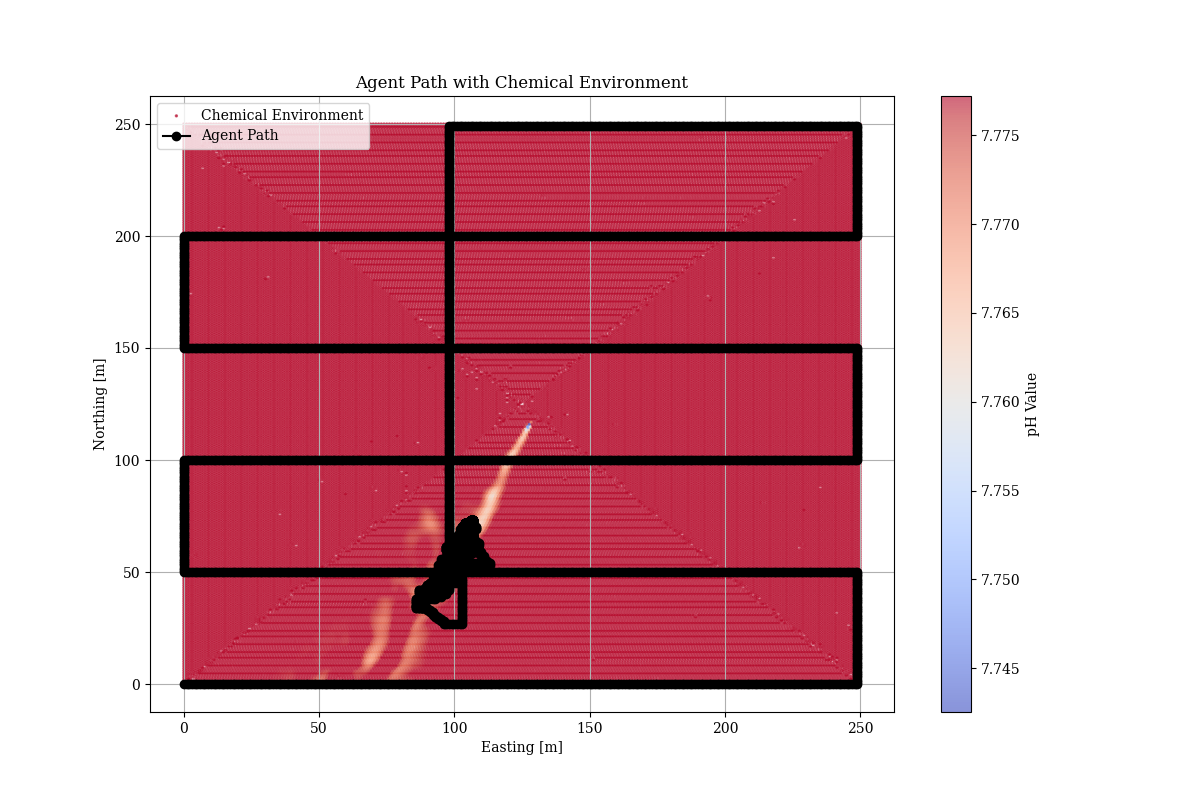 Agent Path with Chemical Environment
Chemical Environment
Agent Path
250
200
150
100
50
0
Northing [m]
0 50 100 150 200 250
Easting [m]
7.775
7.770
7.765
7.760
7.755
7.750
7.745
pH Value